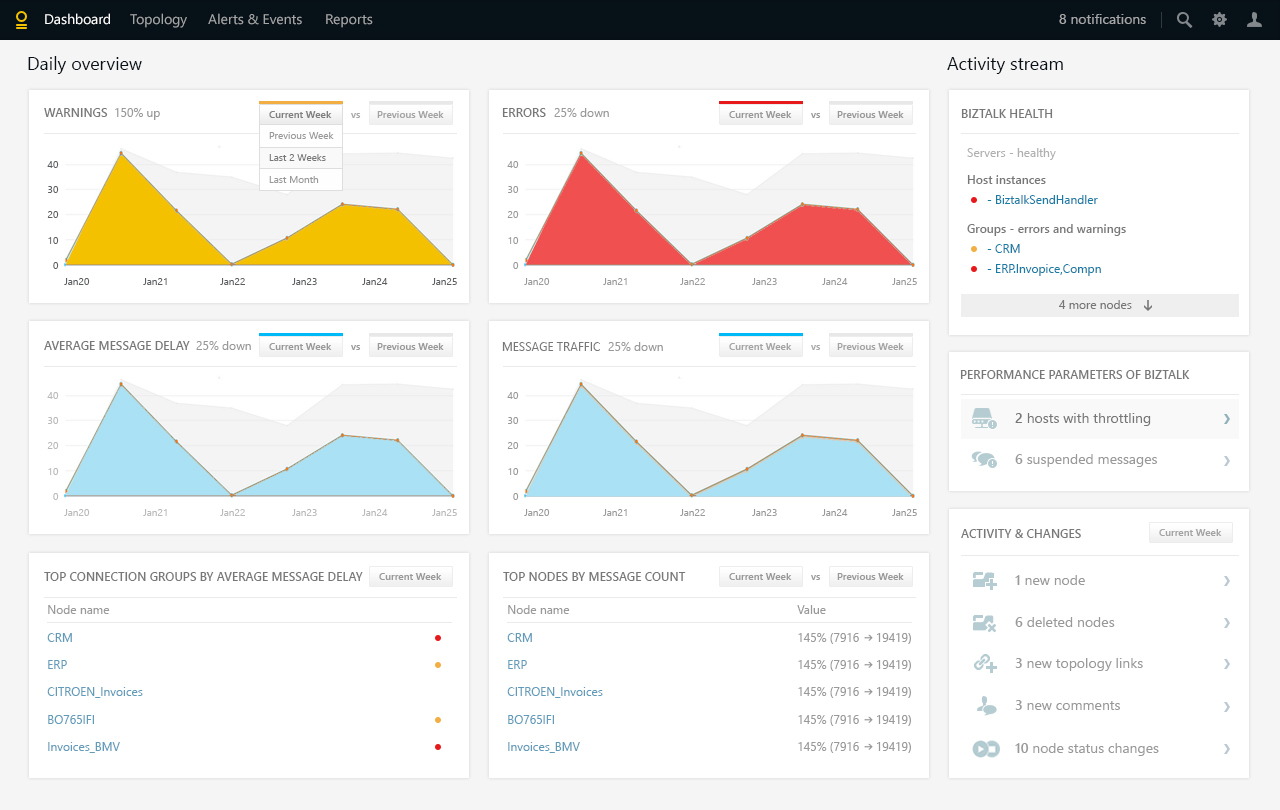 Dashboard Topology Alerts & Events Reports 8 notifications
Daily overview
WARNINGS 150% up Current Week vs Previous Week
Previous Week
Last 2 Weeks
Last Month
40
30
20
10
0
Jan20 Jan21 Jan22 Jan23 Jan24 Jan25
ERRORS 25% down Current Week vs Previous Week
40
30
20
10
0
Jan20 Jan21 Jan22 Jan23 Jan24 Jan25
AVERAGE MESSAGE DELAY 25% down Current Week vs Previous Week
40
30
20
10
0
Jan20 Jan21 Jan22 Jan23 Jan24 Jan25
MESSAGE TRAFFIC 25% down Current Week vs Previous Week
40
30
20
10
0
Jan20 Jan21 Jan22 Jan23 Jan24 Jan25
TOP CONNECTION GROUPS BY AVERAGE MESSAGE DELAY Current Week
Node name
CRM
ERP
CITROEN_Invoices
BO765IFI
Invoices_BMV
TOP NODES BY MESSAGE COUNT Current Week vs Previous Week
Node name Value
CRM 145% (7916 → 19419)
ERP 145% (7916 → 19419)
CITROEN_Invoices 145% (7916 → 19419)
BO765IFI 145% (7916 → 19419)
Invoices_BMV 145% (7916 → 19419)
Activity stream
BIZTALK HEALTH
Servers - healthy
Host instances
- BiztalkSendHandler
Groups - errors and warnings
- CRM
- ERP.Invopice,Compn
4 more nodes ↓
PERFORMANCE PARAMETERS OF BIZTALK
2 hosts with throttling
6 suspended messages
ACTIVITY & CHANGES Current Week
1 new node
6 deleted nodes
3 new topology links
3 new comments
10 node status changes